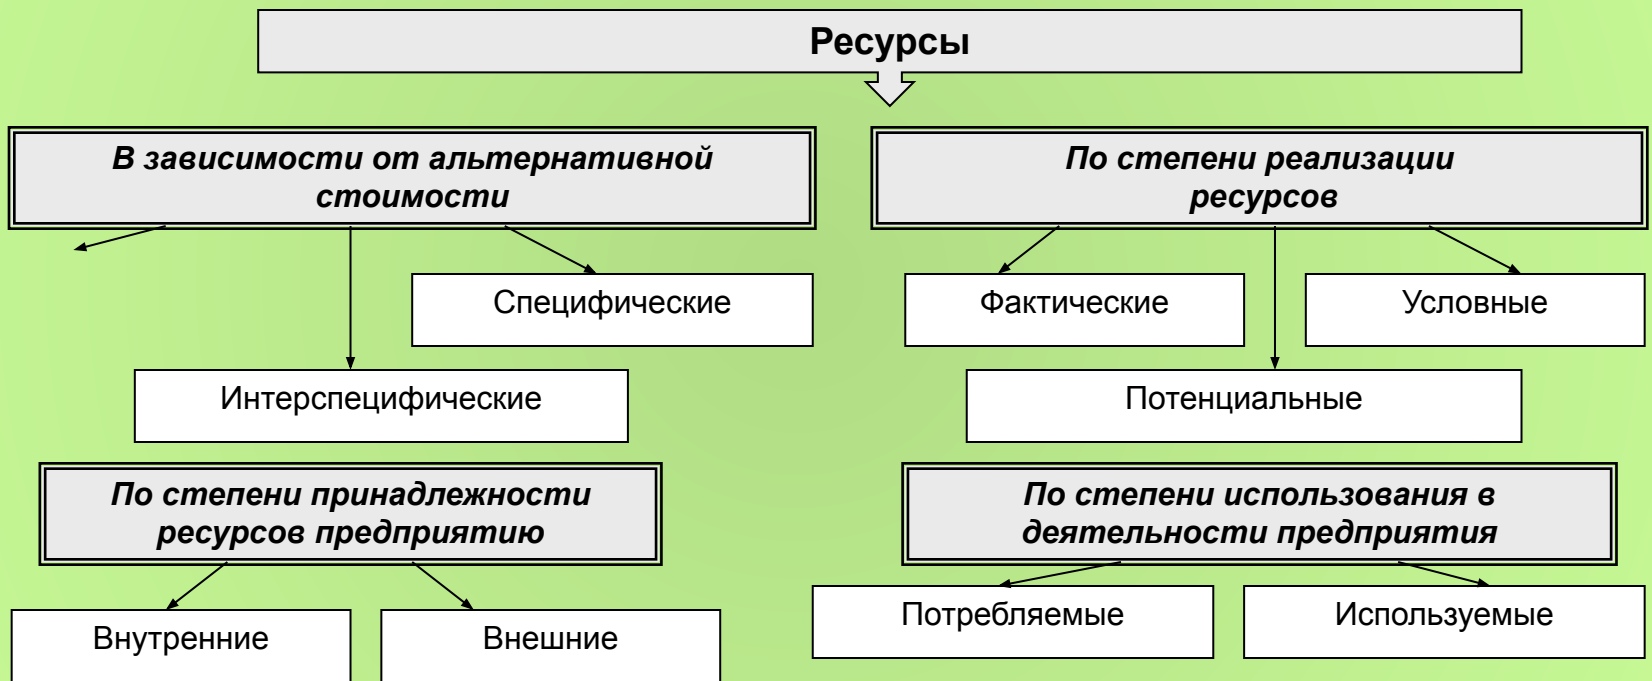 Ресурсы
В зависимости от альтернативной
стоимости
По степени реализации
ресурсов
Специфические
Фактические
Условные
Интерспецифические
Потенциальные
По степени принадлежности
ресурсов предприятию
По степени использования в
деятельности предприятия
Потребляемые
Используемые
Внутренние
Внешние